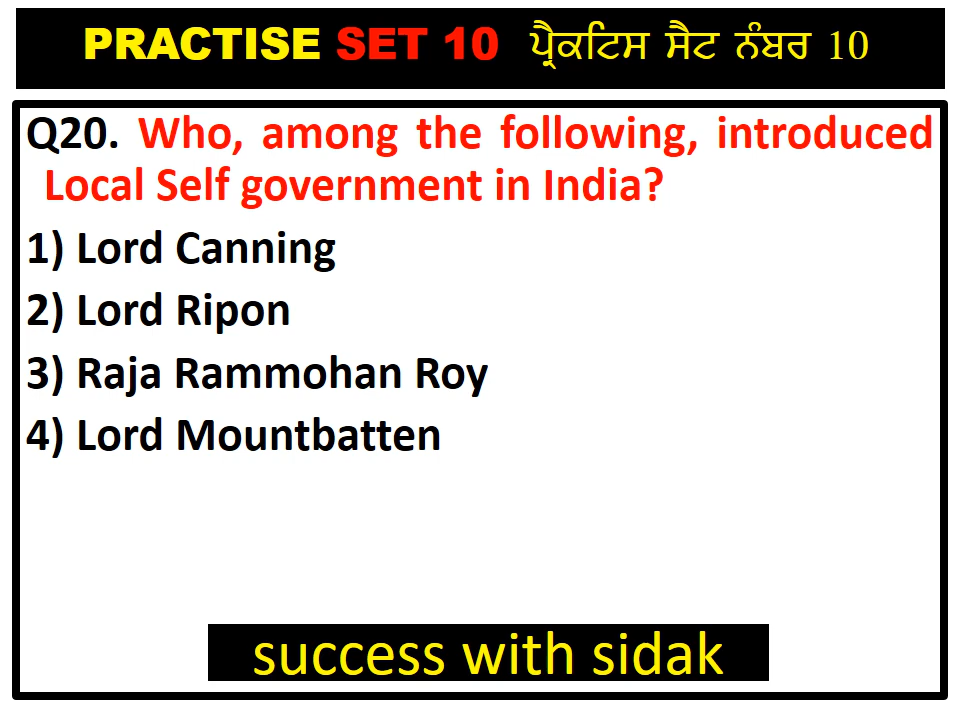 PRACTISE SET 10 ਪ੍ਰੈਕਟਿਸ ਸੈਟ ਨੰਬਰ 10
Q20. Who, among the following, introduced
Local Self government in India?
1) Lord Canning
2) Lord Ripon
3) Raja Rammohan Roy
4) Lord Mountbatten
success with sidak